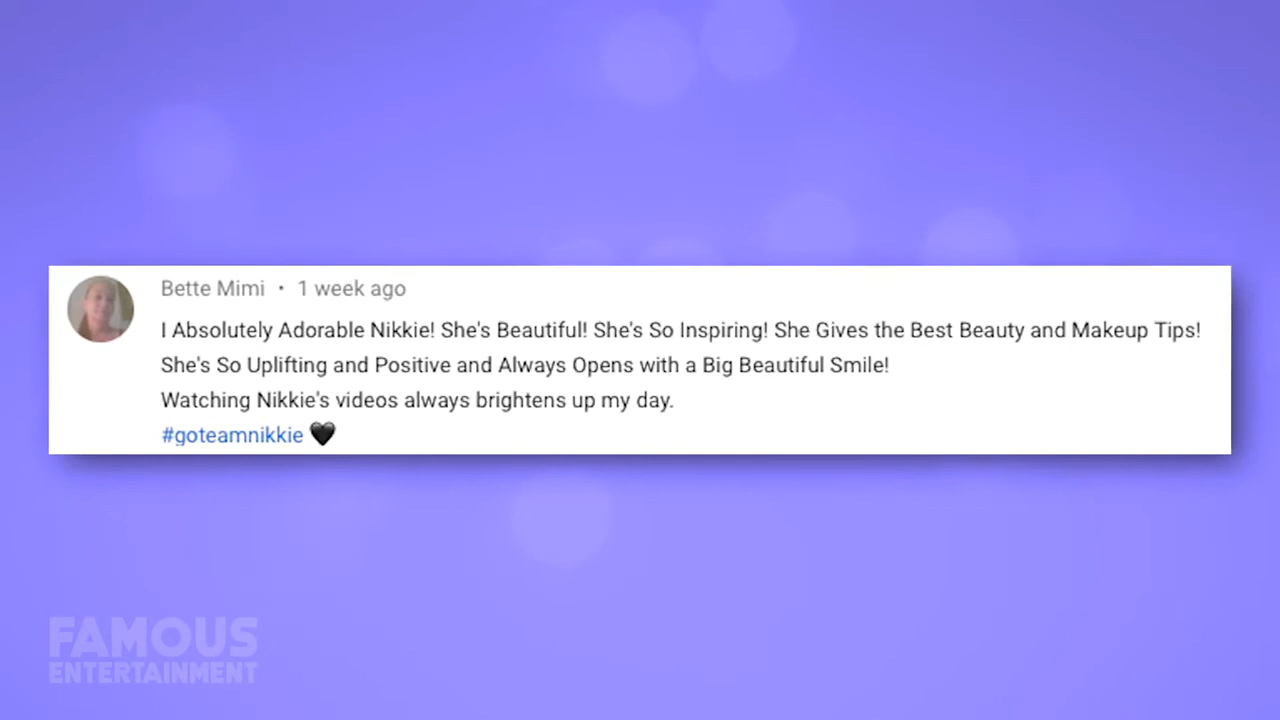 Bette Mimi • 1 week ago
I Absolutely Adorable Nikkie! She's Beautiful! She's So Inspiring! She Gives the Best Beauty and Makeup Tips!
She's So Uplifting and Positive and Always Opens with a Big Beautiful Smile!
Watching Nikkie's videos always brightens up my day.
#goteamnikkie 🖤
FAMOUS
ENTERTAINMENT